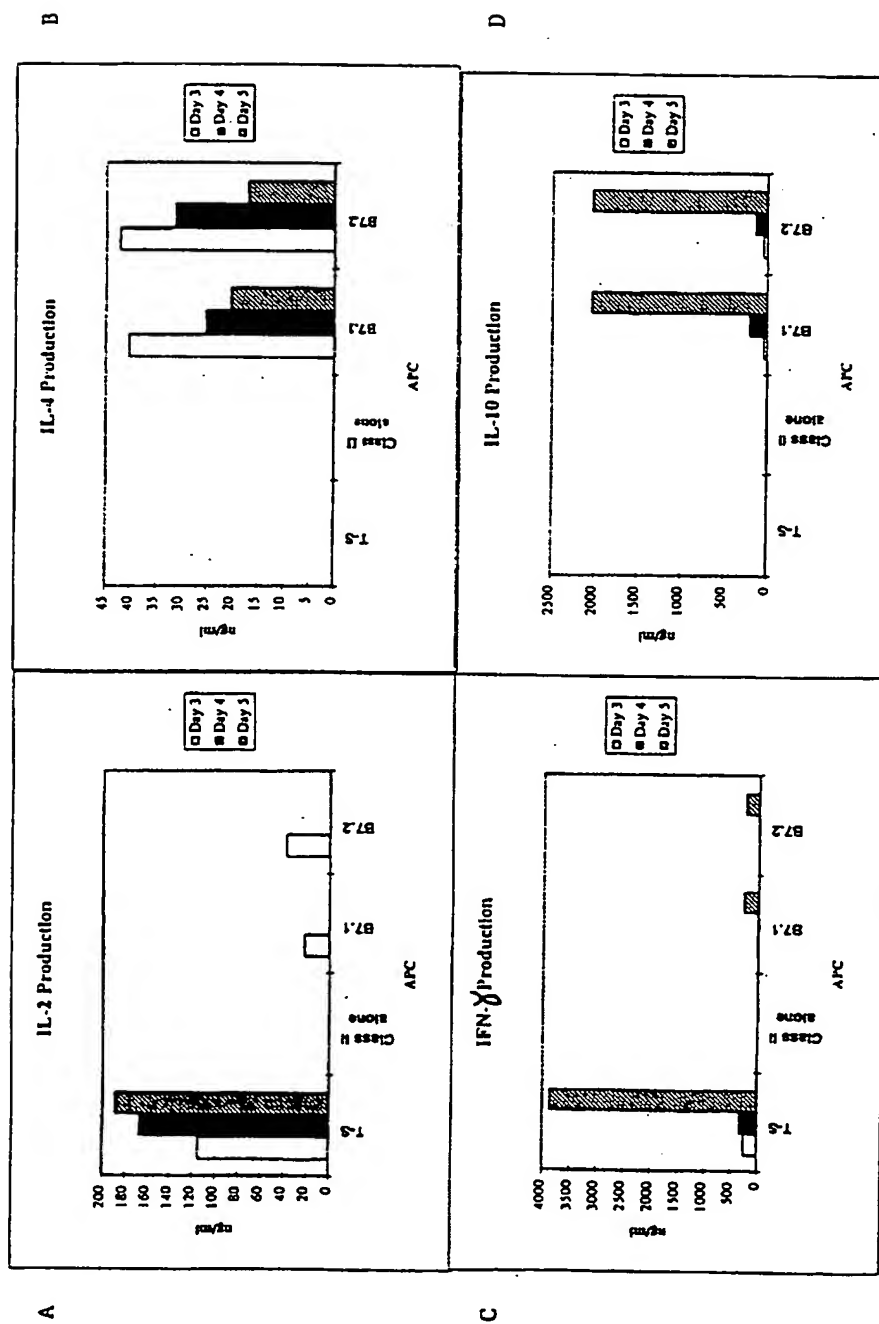 A
IL-2 Production
200
180
160
140
120
100
80
60
40
20
0
ng/ml
T-S
Class II
alone
B7.1
B7.2
APC
Day 3
Day 4
Day 5
B
IL-4 Production
45
40
35
30
25
20
15
10
5
0
ng/ml
T-S
Class II
alone
B7.1
B7.2
APC
Day 3
Day 4
Day 5
C
IFN-γ Production
4000
3500
3000
2500
2000
1500
1000
500
0
ng/ml
T-S
Class II
alone
B7.1
B7.2
APC
Day 3
Day 4
Day 5
D
IL-10 Production
2500
2000
1500
1000
500
0
ng/ml
T-S
Class II
alone
B7.1
B7.2
APC
Day 3
Day 4
Day 5